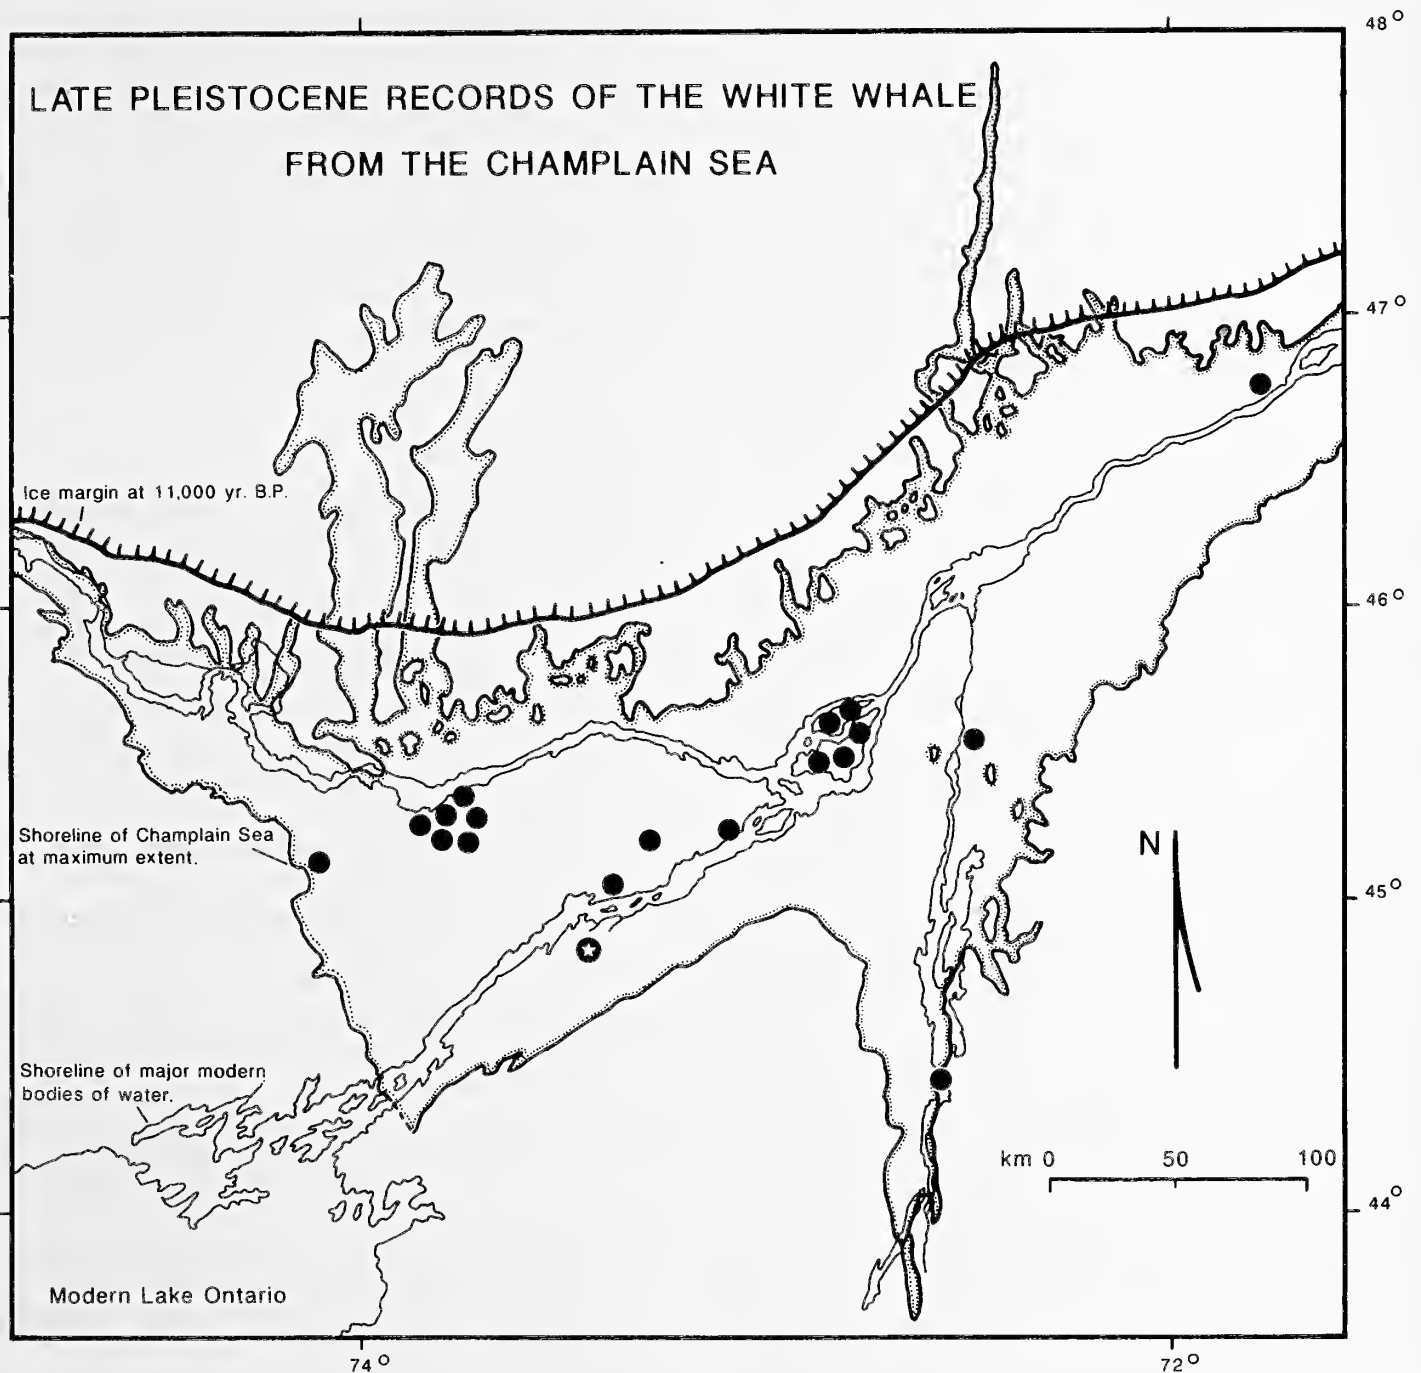 48°
LATE PLEISTOCENE RECORDS OF THE WHITE WHALE
FROM THE CHAMPLAIN SEA
47°
Ice margin at 11,000 yr. B.P.
46°
Shoreline of Champlain Sea
at maximum extent.
N
45°
Shoreline of major modern
bodies of water.
km 0 50 100
44°
Modern Lake Ontario
74° 72°